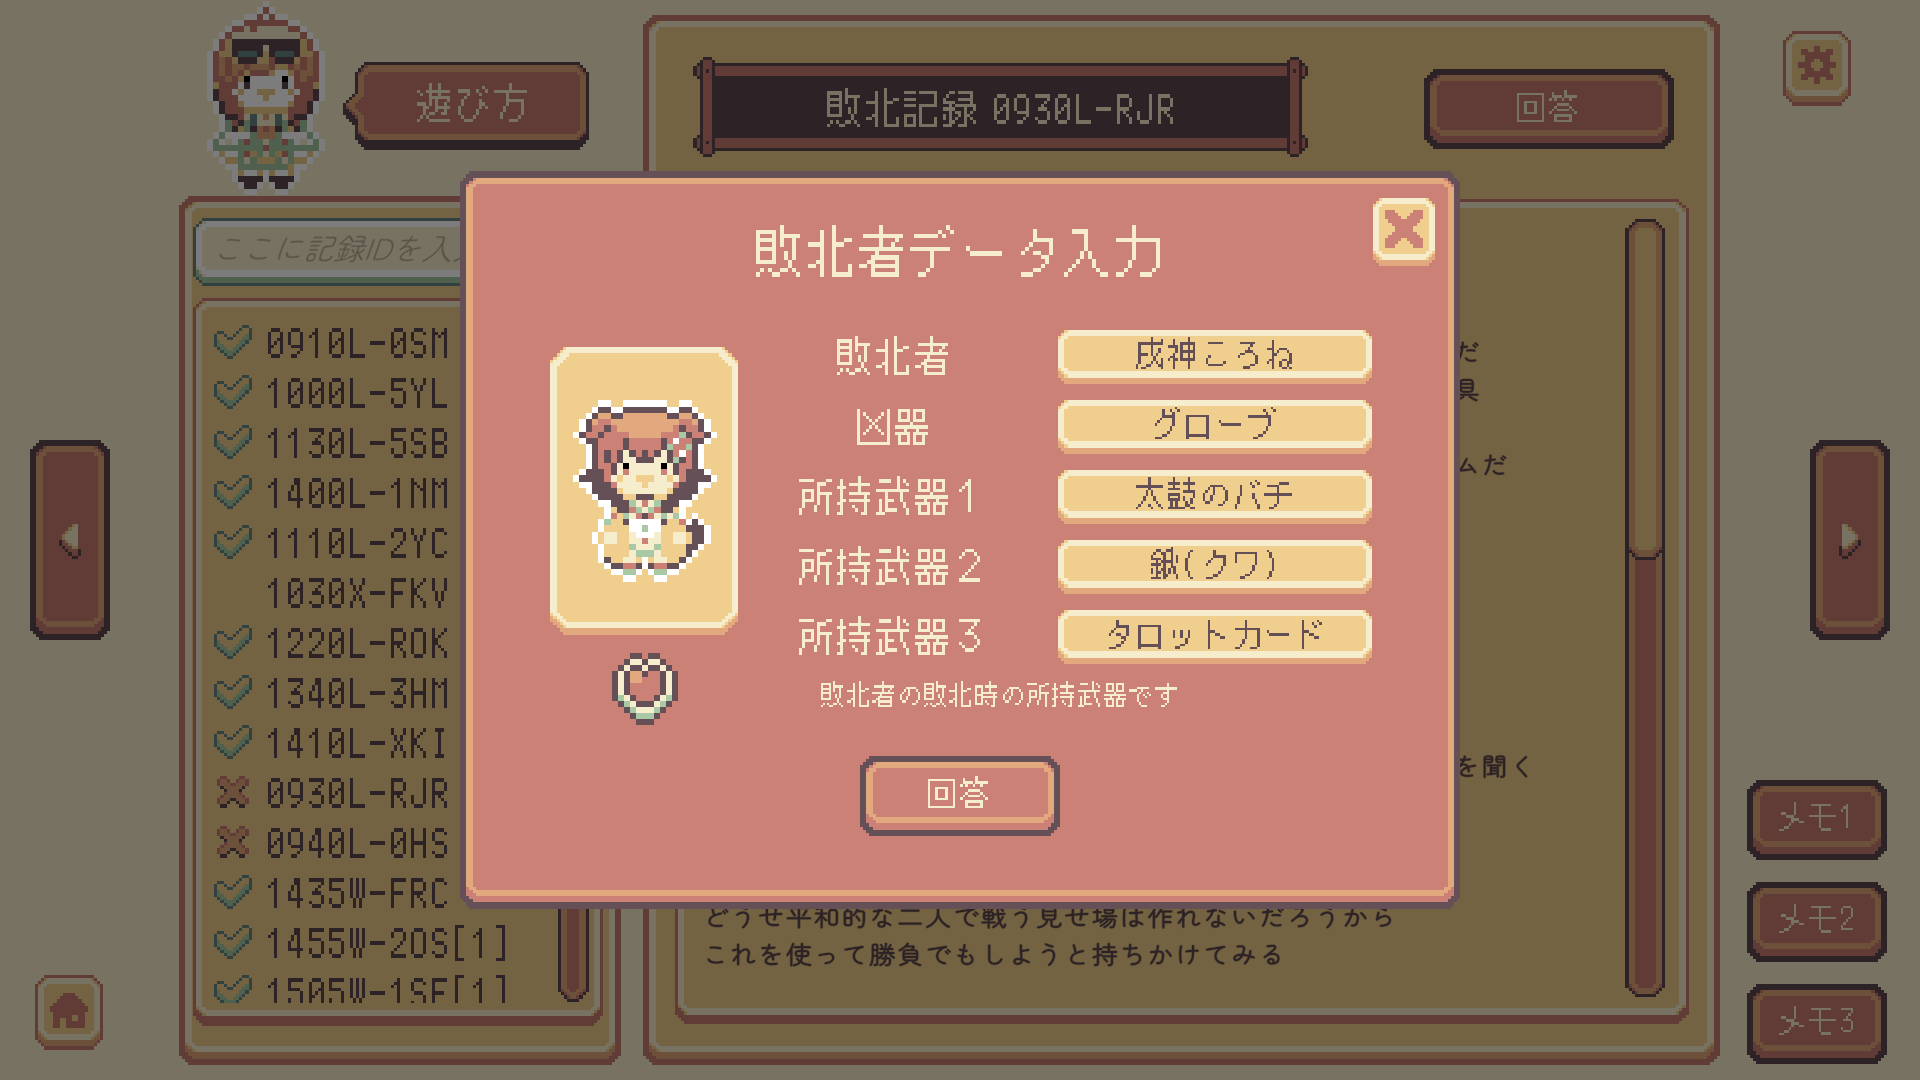 遊び方
敗北記録 0930L-RJR
回答
ここに記録IDを入
敗北者データ入力
0910L-0SM
1000L-5YL
1130L-5SB
1400L-1NM
1110L-2YC
1030X-FKV
1220L-ROK
1340L-3HM
1410L-XKI
0930L-RJR
0940L-0HS
1435W-FRC
1455W-2OS[1]
1505W-1SF[1]
敗北者 戌神ころね
凶器 グローブ
所持武器1 太鼓のバチ
所持武器2 鍬(クワ)
所持武器3 タロットカード
敗北者の敗北時の所持武器です
回答
だ
具
ムだ
を聞く
どうせ平和的な二人で戦う見せ場は作れないだろうから
これを使って勝負でもしようと持ちかけてみる
メモ1
メモ2
メモ3